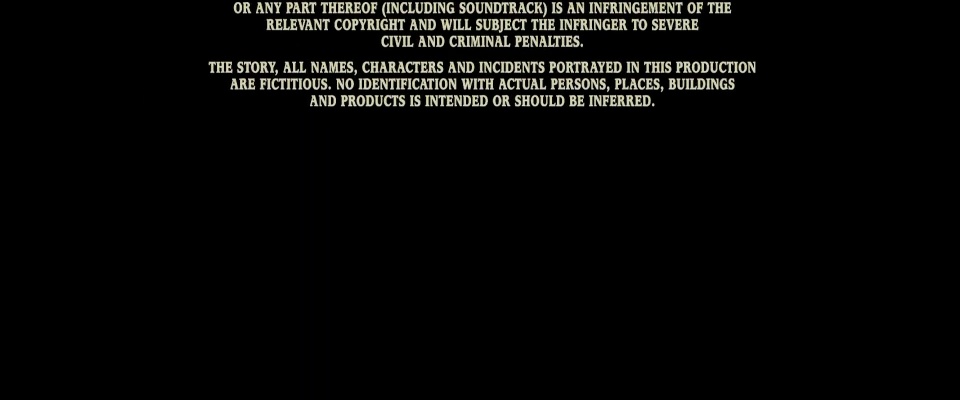 OR ANY PART THEREOF (INCLUDING SOUNDTRACK) IS AN INFRINGEMENT OF THE
RELEVANT COPYRIGHT AND WILL SUBJECT THE INFRINGER TO SEVERE
CIVIL AND CRIMINAL PENALTIES.
THE STORY, ALL NAMES, CHARACTERS AND INCIDENTS PORTRAYED IN THIS PRODUCTION
ARE FICTITIOUS. NO IDENTIFICATION WITH ACTUAL PERSONS, PLACES, BUILDINGS
AND PRODUCTS IS INTENDED OR SHOULD BE INFERRED.